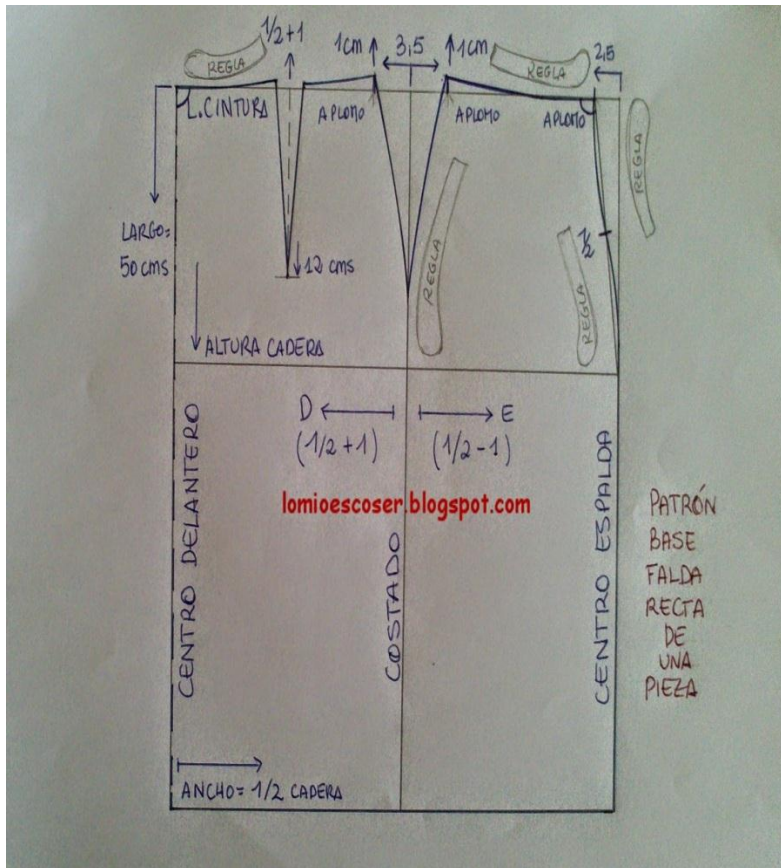 1/2+1
1cm
3,5
1cm
2,5
REGLA
REGLA
REGLA
L.CINTURA
APLOMO
APLOMO
APLOMO
LARGO=
50 cms
12 cms
REGLA
REGLA
1/2
ALTURA CADERA
D
E
(1/2+1)
(1/2-1)
lomioescoser.blogspot.com
CENTRO DELANTERO
COSTADO
CENTRO ESPALDA
PATRÓN
BASE
FALDA
RECTA
DE
UNA
PIEZA
ANCHO= 1/2 CADERA